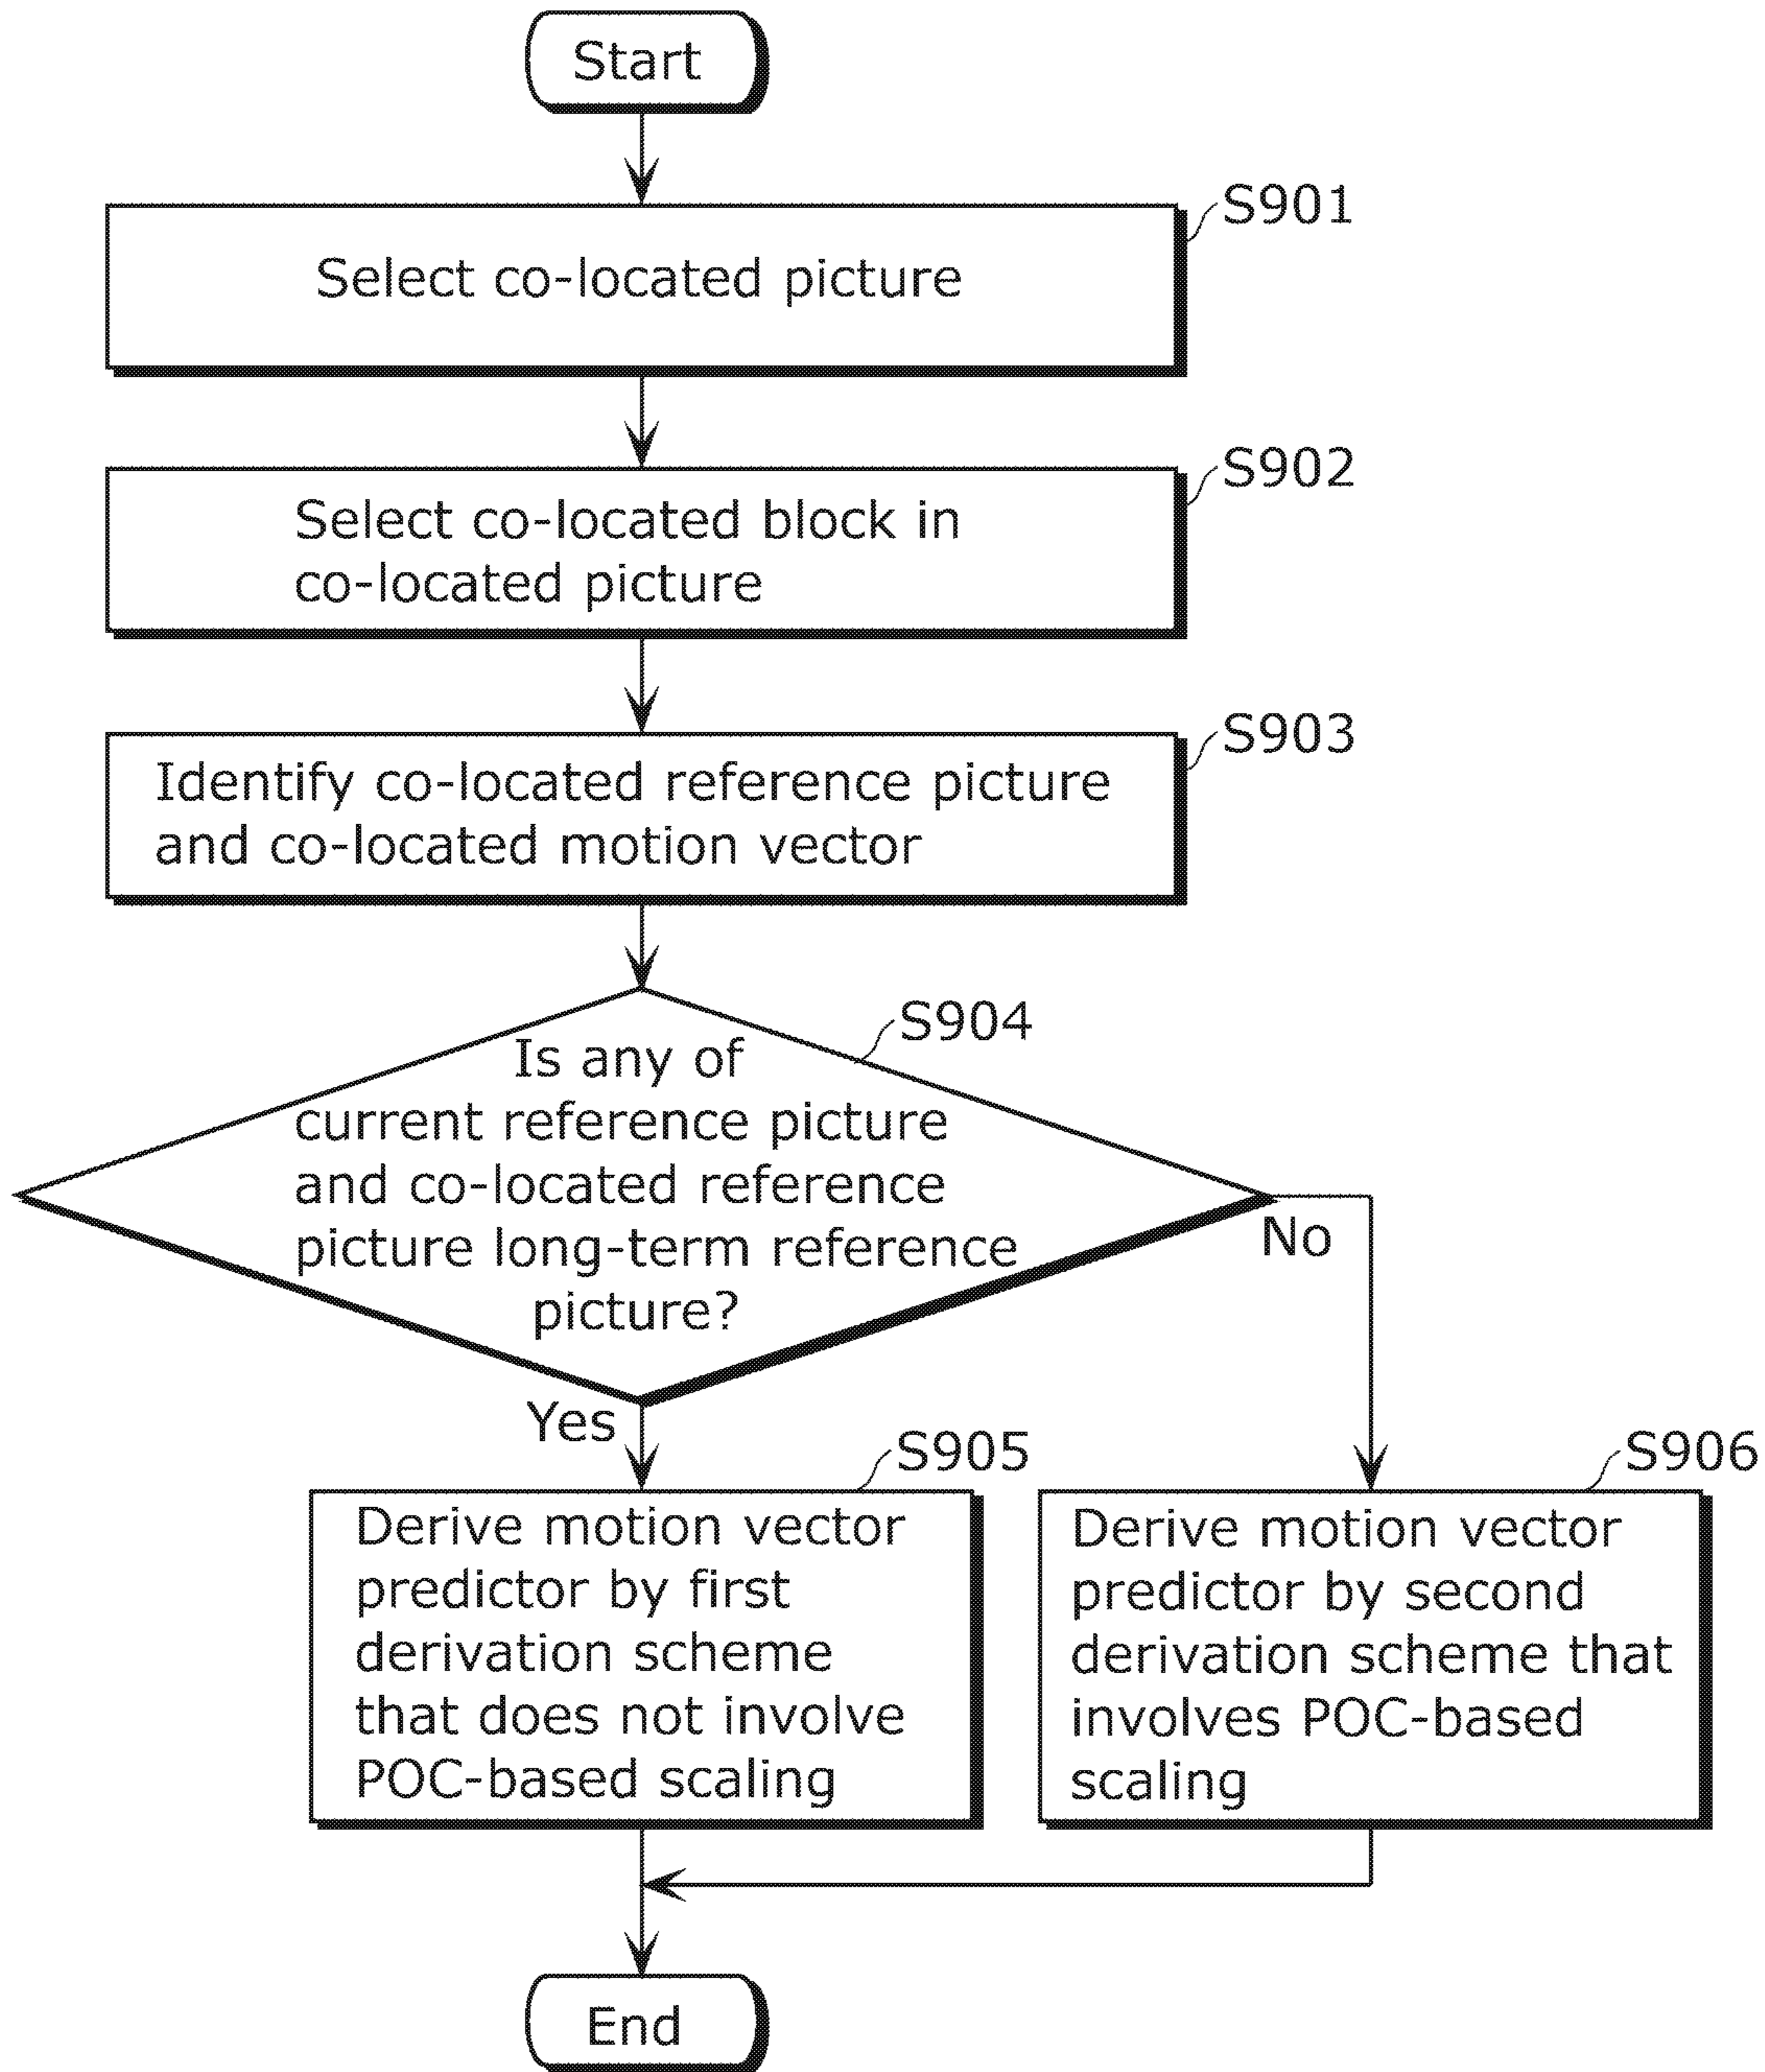 Start
S901
Select co-located picture
S902
Select co-located block in
co-located picture
S903
Identify co-located reference picture
and co-located motion vector
S904
Is any of
current reference picture
and co-located reference
picture long-term reference
picture?
No
Yes
S905
Derive motion vector
predictor by first
derivation scheme
that does not involve
POC-based scaling
S906
Derive motion vector
predictor by second
derivation scheme that
involves POC-based
scaling
End